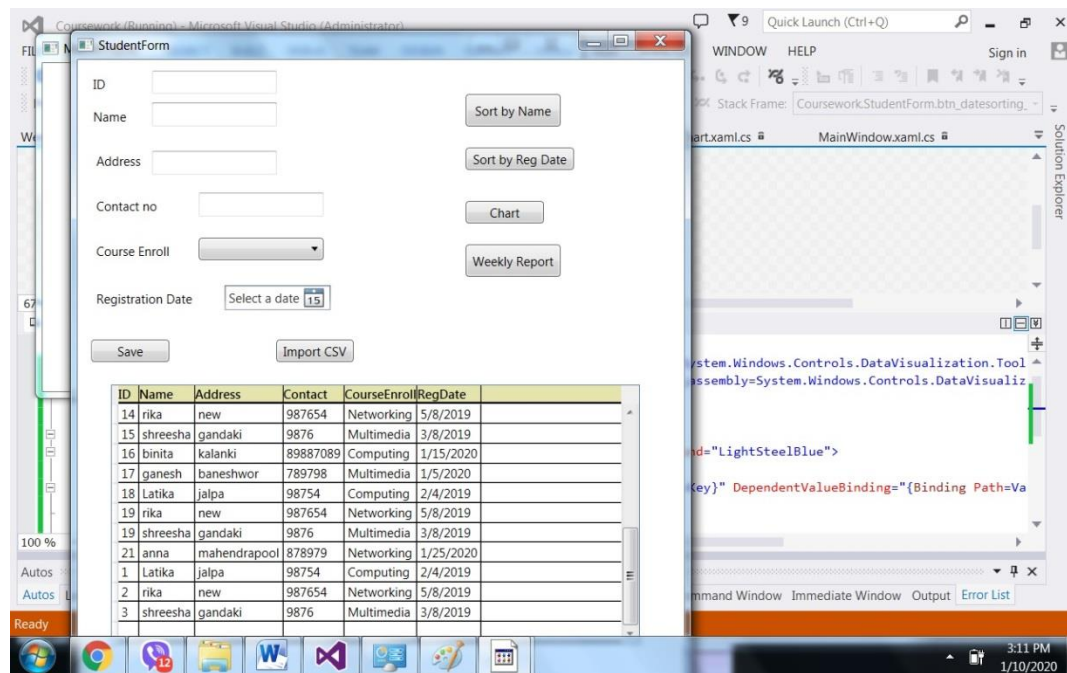 Coursework (Running) - Microsoft Visual Studio (Administrator)
9 Quick Launch (Ctrl+Q)
StudentForm
WINDOW HELP
Sign in
Stack Frame: Coursework.StudentForm.btn_datesorting_
art.xaml.cs MainWindow.xaml.cs
Solution Explorer
ID
Name
Sort by Name
Address
Sort by Reg Date
Contact no
Chart
Course Enroll
Weekly Report
Registration Date Select a date 15
67
Save Import CSV
ystem.Windows.Controls.DataVisualization.Tool
assembly=System.Windows.Controls.DataVisualiz
nd="LightSteelBlue">
Key}" DependentValueBinding="{Binding Path=Va
ID Name Address Contact CourseEnroll RegDate
14 rika new 987654 Networking 5/8/2019
15 shreesha gandaki 9876 Multimedia 3/8/2019
16 binita kalanki 89887089 Computing 1/15/2020
17 ganesh baneshwor 789798 Multimedia 1/5/2020
18 Latika jalpa 98754 Computing 2/4/2019
19 rika new 987654 Networking 5/8/2019
19 shreesha gandaki 9876 Multimedia 3/8/2019
21 anna mahendrapool 878979 Networking 1/25/2020
1 Latika jalpa 98754 Computing 2/4/2019
2 rika new 987654 Networking 5/8/2019
3 shreesha gandaki 9876 Multimedia 3/8/2019
100 %
Autos
Autos
mmand Window Immediate Window Output Error List
Ready
12
3:11 PM
1/10/2020